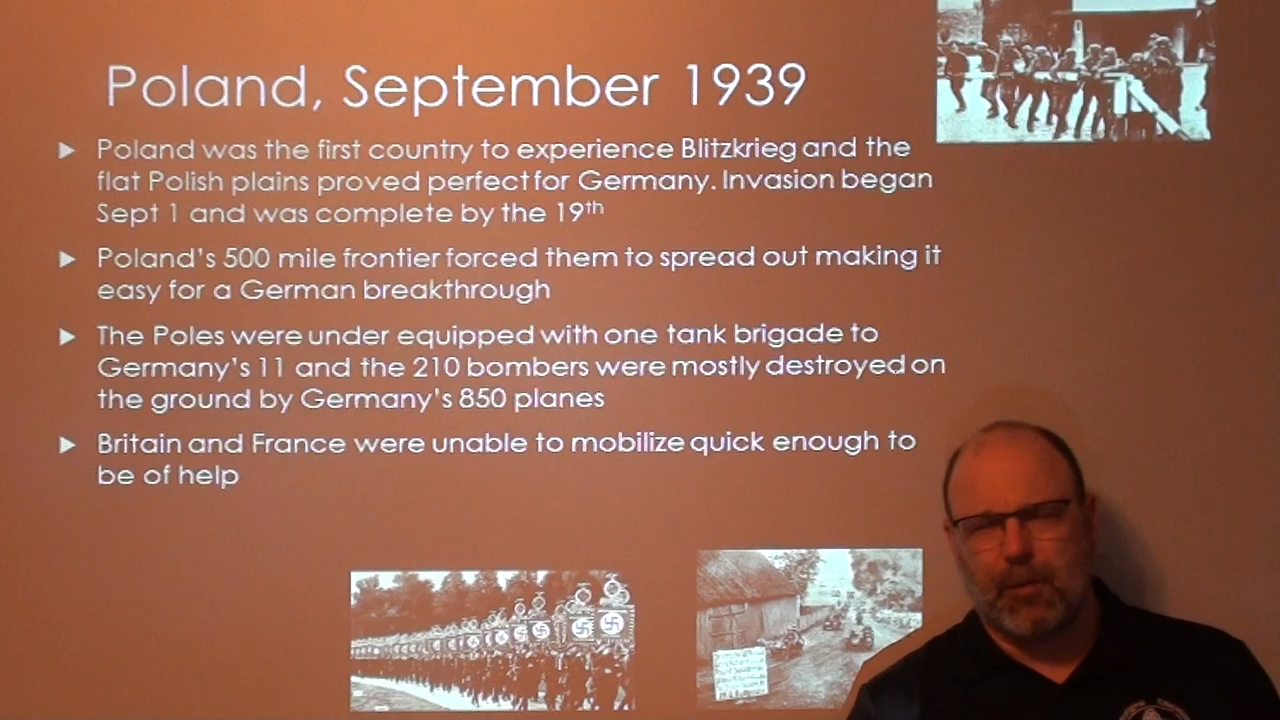 Poland, September 1939
Poland was the first country to experience Blitzkrieg and the
flat Polish plains proved perfect for Germany. Invasion began
Sept 1 and was complete by the 19th
Poland's 500 mile frontier forced them to spread out making it
easy for a German breakthrough
The Poles were under equipped with one tank brigade to
Germany's 11 and the 210 bombers were mostly destroyed on
the ground by Germany's 850 planes
Britain and France were unable to mobilize quick enough to
be of help